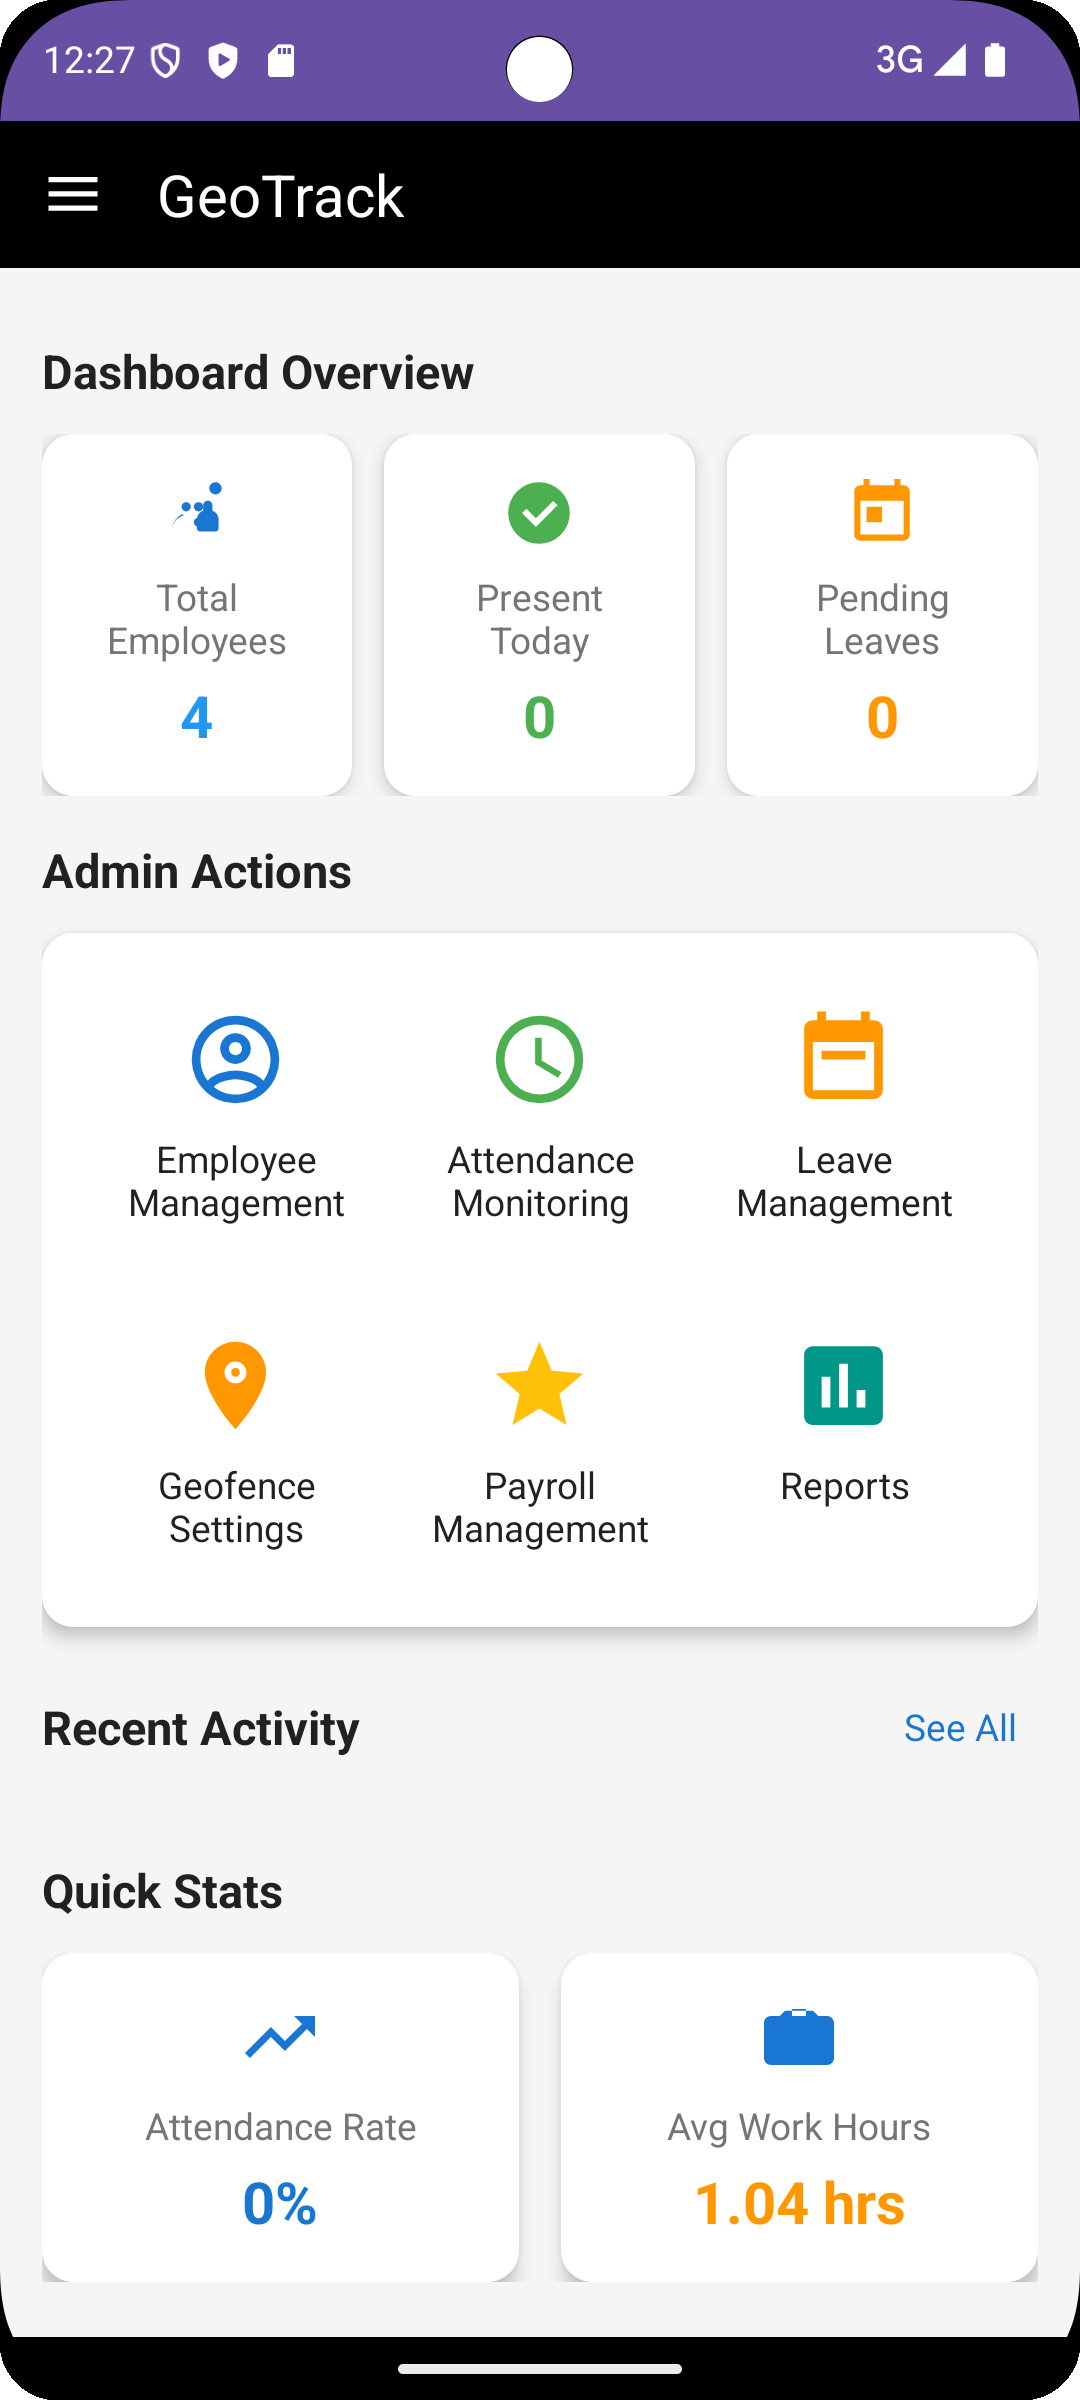 12:27
3G
GeoTrack
Dashboard Overview
Total
Employees
4
Present
Today
0
Pending
Leaves
0
Admin Actions
Employee
Management
Attendance
Monitoring
Leave
Management
Geofence
Settings
Payroll
Management
Reports
Recent Activity
See All
Quick Stats
Attendance Rate
0%
Avg Work Hours
1.04 hrs